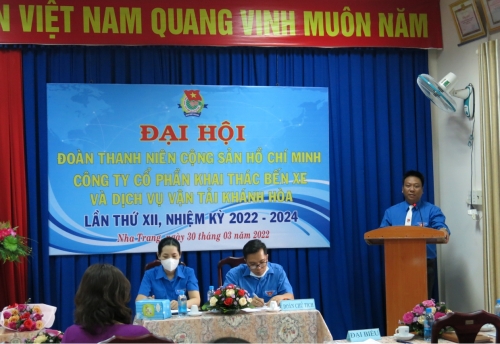 VIỆT NAM QUANG VINH MUÔN NĂM
ĐẠI HỘI
ĐOÀN THANH NIÊN CỘNG SẢN HỒ CHÍ MINH
CÔNG TY CỔ PHẦN KHAI THÁC BẾN XE
VÀ DỊCH VỤ VẬN TẢI KHÁNH HÒA
LẦN THỨ XII, NHIỆM KỲ 2022 - 2024
Nha Trang, ngày 30 tháng 03 năm 2022
ĐẠI BIỂU